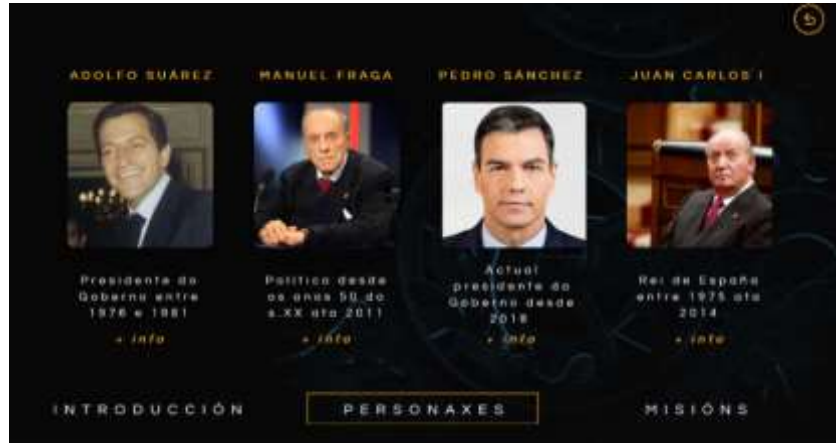 ADOLFO SUÁREZ
MANUEL FRAGA
PEDRO SÁNCHEZ
JUAN CARLOS I
Presidente do
Goberno entre
1976 e 1981
+ info
Político desde
os anos 50 do
s.XX ata 2011
+ info
Actual
presidente do
Goberno desde
2018
+ info
Rei de España
entre 1975 ata
2014
+ info
INTRODUCCIÓN
PERSONAXES
MISIÓNS